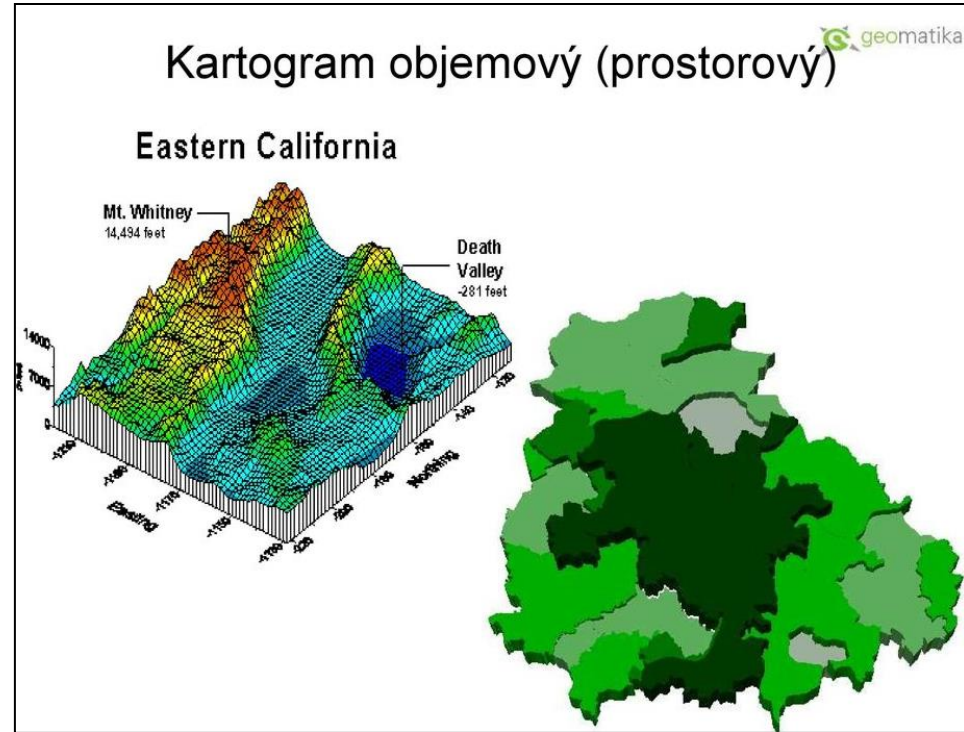 geomatika
Kartogram objemový (prostorový)
Eastern California
Mt. Whitney
14,494 feet
Death
Valley
-281 feet
14000
7000
0
Easting
Northing